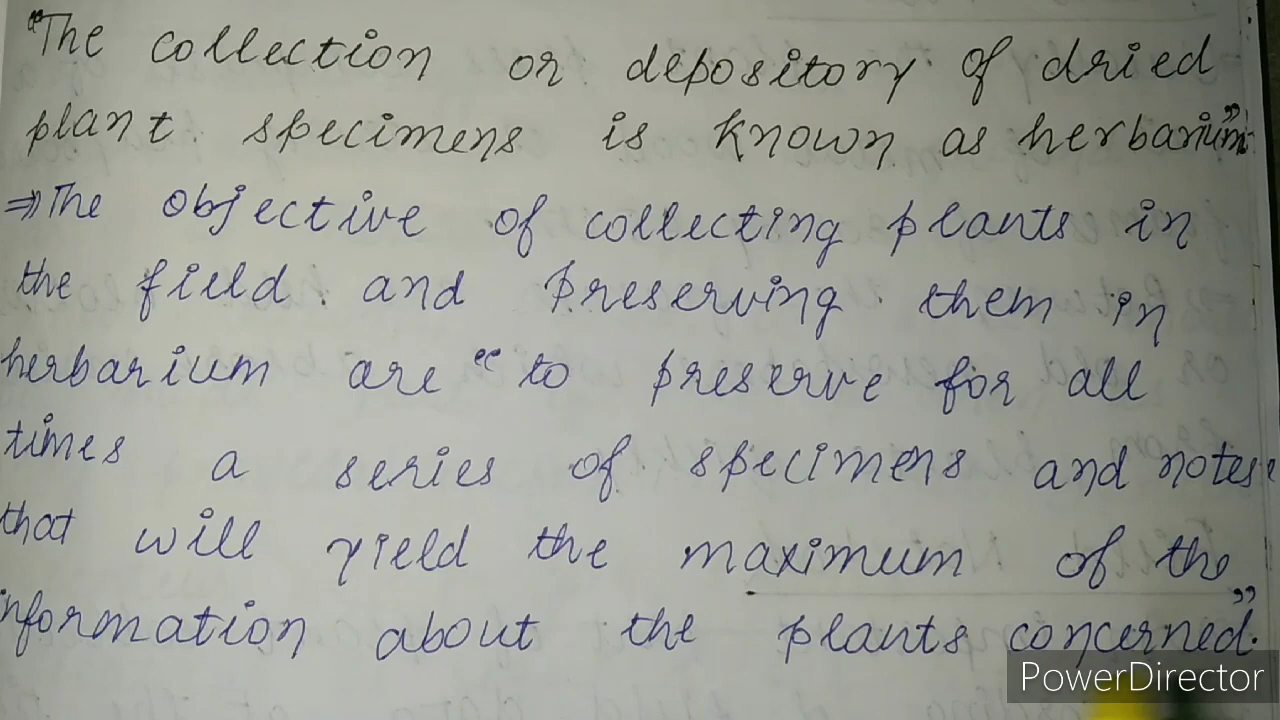 "The collection or depository of dried
plant specimens is known as herbarium"
⇒ The objective of collecting plants in
the field and preserving them in
herbarium are "to preserve for all
times a series of specimens and notes
that will yield the maximum of the
information about the plants concerned."
PowerDirector